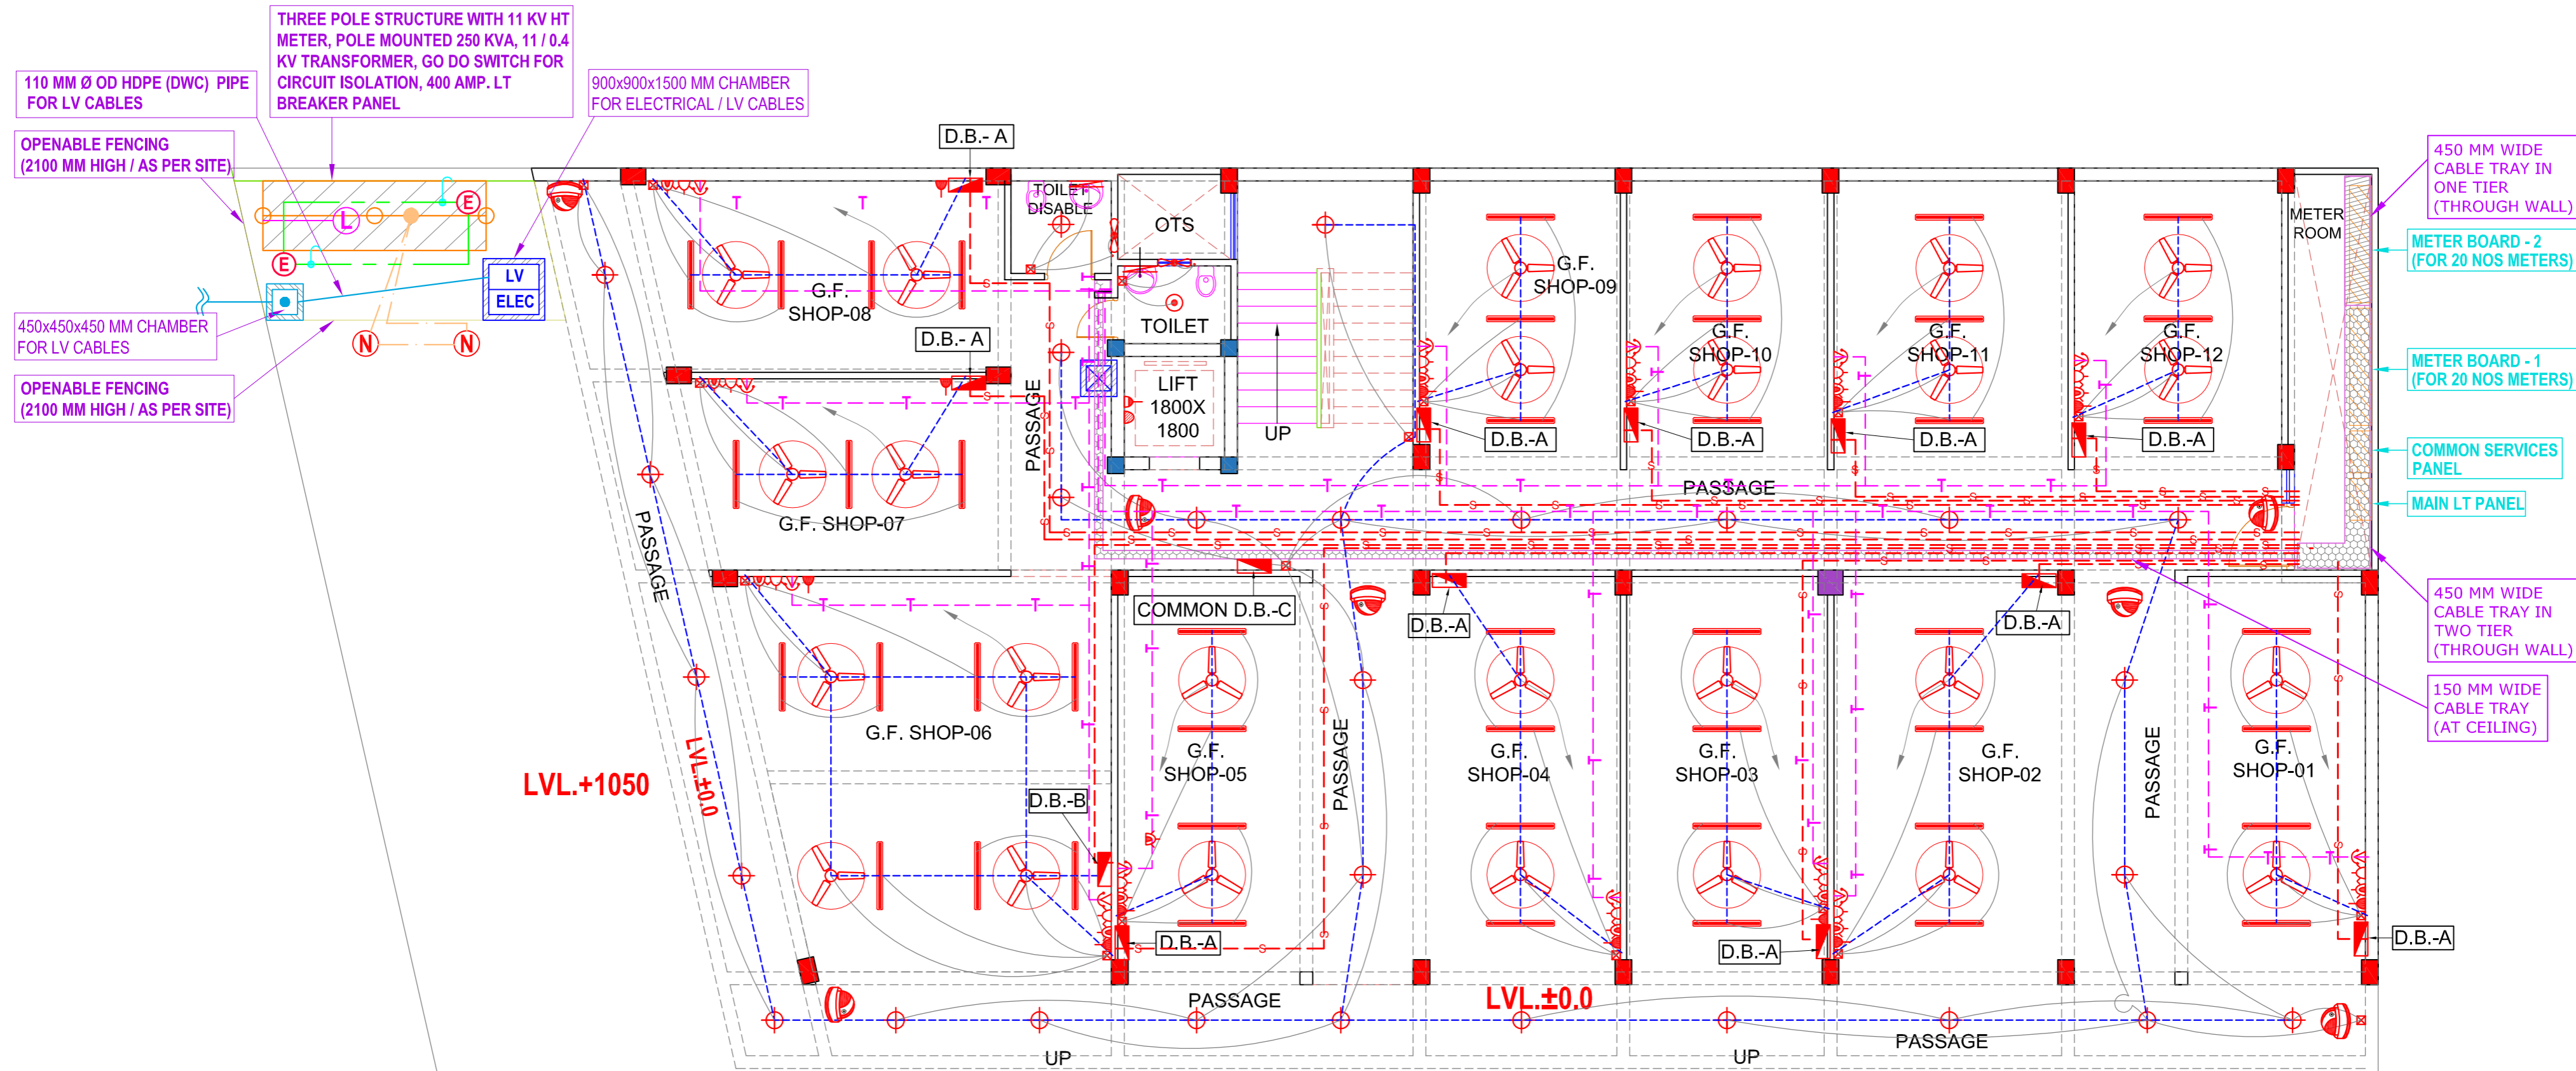 THREE POLE STRUCTURE WITH 11 KV HT
METER, POLE MOUNTED 250 KVA, 11 / 0.4
KV TRANSFORMER, GO DO SWITCH FOR
CIRCUIT ISOLATION, 400 AMP. LT
BREAKER PANEL
110 MM Ø OD HDPE (DWC) PIPE
FOR LV CABLES
900x900x1500 MM CHAMBER
FOR ELECTRICAL / LV CABLES
OPENABLE FENCING
(2100 MM HIGH / AS PER SITE)
E
L
E
LV
ELEC
N
N
450x450x450 MM CHAMBER
FOR LV CABLES
OPENABLE FENCING
(2100 MM HIGH / AS PER SITE)
D.B.- A
TOILET
DISABLE
OTS
G.F.
SHOP-08
TOILET
D.B.- A
LIFT
1800X
1800
UP
PASSAGE
G.F. SHOP-07
PASSAGE
G.F.
SHOP-09
G.F.
SHOP-10
G.F.
SHOP-11
G.F.
SHOP-12
D.B.-A
D.B.-A
D.B.-A
D.B.-A
METER
ROOM
PASSAGE
450 MM WIDE
CABLE TRAY IN
ONE TIER
(THROUGH WALL)
METER BOARD - 2
(FOR 20 NOS METERS)
METER BOARD - 1
(FOR 20 NOS METERS)
COMMON SERVICES
PANEL
MAIN LT PANEL
450 MM WIDE
CABLE TRAY IN
TWO TIER
(THROUGH WALL)
150 MM WIDE
CABLE TRAY
(AT CEILING)
COMMON D.B.-C
D.B.-A
D.B.-A
G.F. SHOP-06
G.F.
SHOP-05
PASSAGE
G.F.
SHOP-04
G.F.
SHOP-03
G.F.
SHOP-02
PASSAGE
G.F.
SHOP-01
LVL.+1050
LVL.±0.0
D.B.-B
D.B.-A
D.B.-A
D.B.-A
PASSAGE
LVL.±0.0
PASSAGE
UP
UP